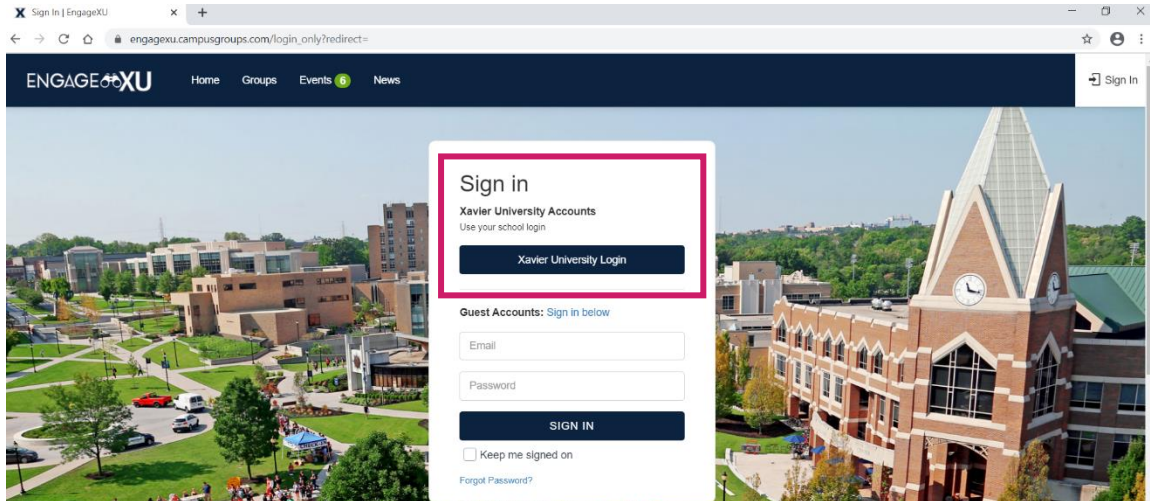 Sign In | EngageXU
engagexu.campusgroups.com/login_only?redirect=
ENGAGE XU Home Groups Events 6 News Sign In
Sign in
Xavier University Accounts
Use your school login
Xavier University Login
Guest Accounts: Sign in below
Email
Password
SIGN IN
Keep me signed on
Forgot Password?